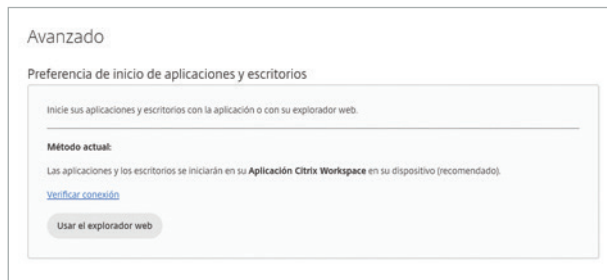 Avanzado
Preferencia de inicio de aplicaciones y escritorios
Inicie sus aplicaciones y escritorios con la aplicación o con su explorador web.
Método actual:
Las aplicaciones y los escritorios se iniciarán en su Aplicación Citrix Workspace en su dispositivo (recomendado).
Verificar conexión
Usar el explorador web